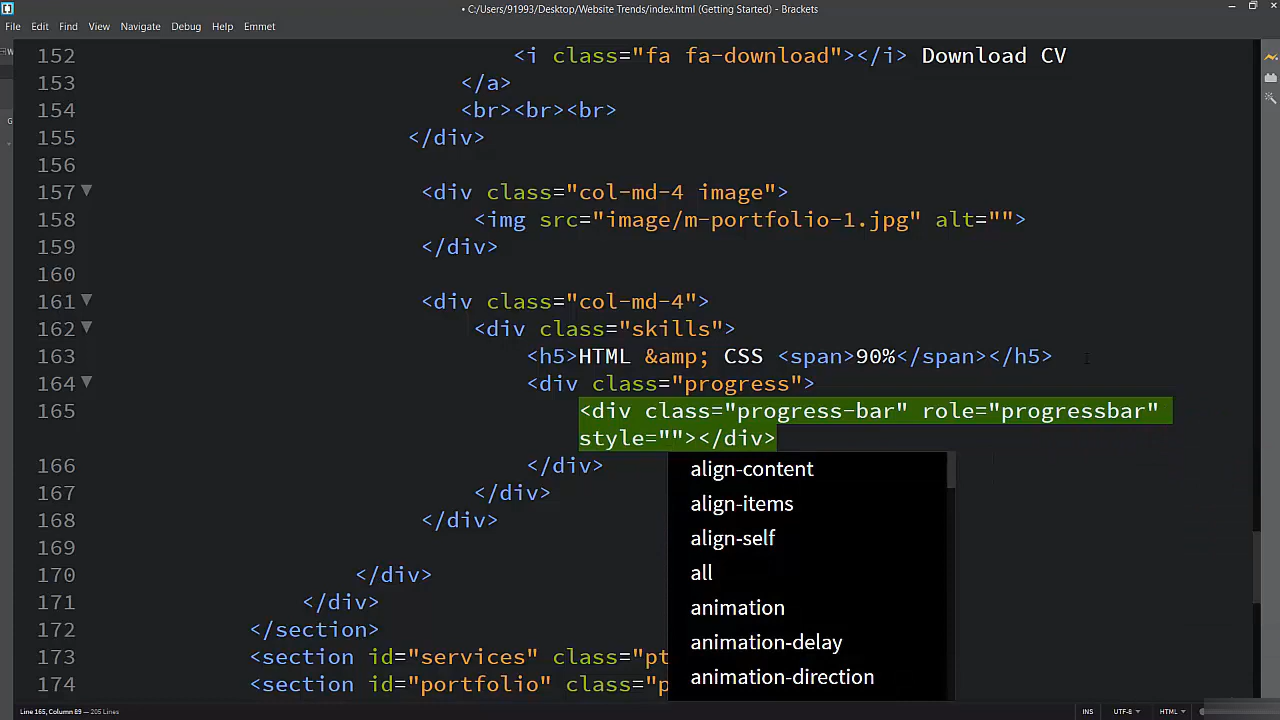 • C:/Users/91993/Desktop/Website Trends/index.html (Getting Started) - Brackets
File Edit Find View Navigate Debug Help Emmet
152 <i class="fa fa-download"></i> Download CV
153 </a>
154 <br><br><br>
155 </div>
156
157 <div class="col-md-4 image">
158 <img src="image/m-portfolio-1.jpg" alt="">
159 </div>
160
161 <div class="col-md-4">
162 <div class="skills">
163 <h5>HTML &amp; CSS <span>90%</span></h5>
164 <div class="progress">
165 <div class="progress-bar" role="progressbar"
style=""></div>
166 </div>
167 </div>
168 </div>
169
170 </div>
171 </div>
172 </section>
173 <section id="services" class="pt
174 <section id="portfolio" class="p
align-content
align-items
align-self
all
animation
animation-delay
animation-direction
Line 165, Column 89 — 205 Lines
INS UTF-8 HTML